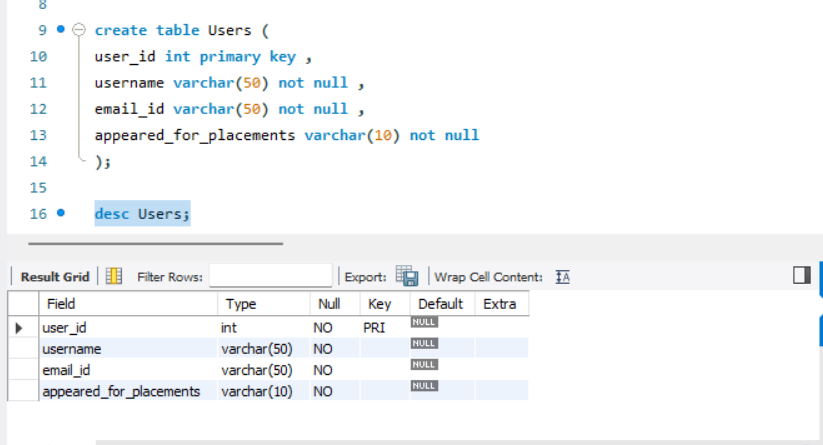 8
9 create table Users (
10 user_id int primary key ,
11 username varchar(50) not null ,
12 email_id varchar(50) not null ,
13 appeared_for_placements varchar(10) not null
14 );
15
16 desc Users;
Result Grid Filter Rows: Export: Wrap Cell Content:
Field Type Null Key Default Extra
user_id int NO PRI NULL
username varchar(50) NO NULL
email_id varchar(50) NO NULL
appeared_for_placements varchar(10) NO NULL